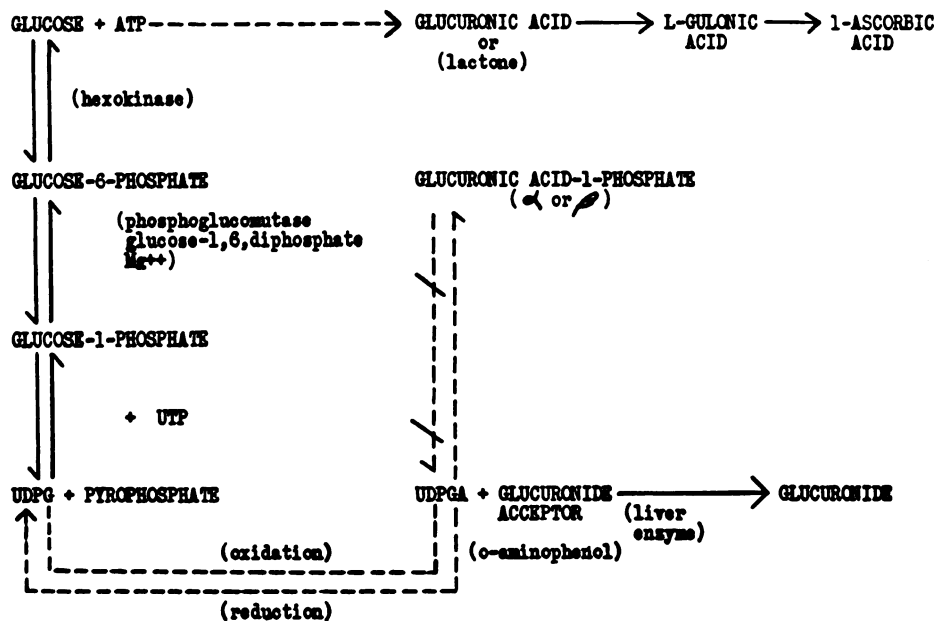 GLUCOSE + ATP
GLUCURONIC ACID
or
(lactone)
L-GULONIC
ACID
l-ASCORBIC
ACID
(hexokinase)
GLUCOSE-6-PHOSPHATE
GLUCURONIC ACID-1-PHOSPHATE
(α or β)
(phosphoglucomutase
glucose-1,6,diphosphate
Mg++)
GLUCOSE-1-PHOSPHATE
+ UTP
UDPG + PYROPHOSPHATE
UDPGA + GLUCURONIDE
ACCEPTOR
(liver
enzyme)
GLUCURONIDE
(o-aminophenol)
(oxidation)
(reduction)